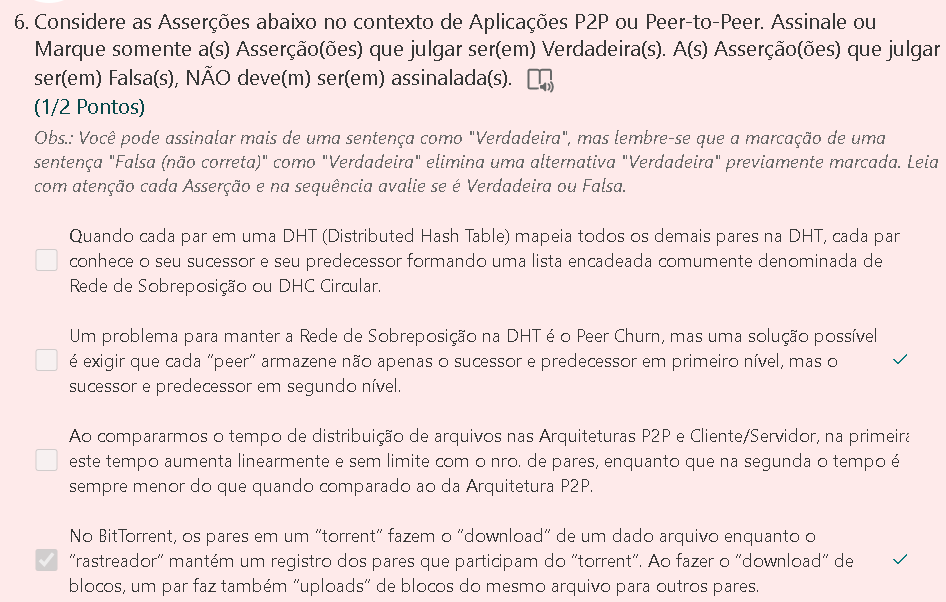 6. Considere as Asserções abaixo no contexto de Aplicações P2P ou Peer-to-Peer. Assinale ou
Marque somente a(s) Asserção(ões) que julgar ser(em) Verdadeira(s). A(s) Asserção(ões) que julgar
ser(em) Falsa(s), NÃO deve(m) ser(em) assinalada(s).
(1/2 Pontos)
Obs.: Você pode assinalar mais de uma sentença como "Verdadeira", mas lembre-se que a marcação de uma
sentença "Falsa (não correta)" como "Verdadeira" elimina uma alternativa "Verdadeira" previamente marcada. Leia
com atenção cada Asserção e na sequência avalie se é Verdadeira ou Falsa.
Quando cada par em uma DHT (Distributed Hash Table) mapeia todos os demais pares na DHT, cada par
conhece o seu sucessor e seu predecessor formando uma lista encadeada comumente denominada de
Rede de Sobreposição ou DHC Circular.
Um problema para manter a Rede de Sobreposição na DHT é o Peer Churn, mas uma solução possível
é exigir que cada “peer” armazene não apenas o sucessor e predecessor em primeiro nível, mas o
sucessor e predecessor em segundo nível.
Ao compararmos o tempo de distribuição de arquivos nas Arquiteturas P2P e Cliente/Servidor, na primeira
este tempo aumenta linearmente e sem limite com o nro. de pares, enquanto que na segunda o tempo é
sempre menor do que quando comparado ao da Arquitetura P2P.
No BitTorrent, os pares em um “torrent” fazem o “download” de um dado arquivo enquanto o
“rastreador” mantém um registro dos pares que participam do “torrent”. Ao fazer o “download” de
blocos, um par faz também “uploads” de blocos do mesmo arquivo para outros pares.